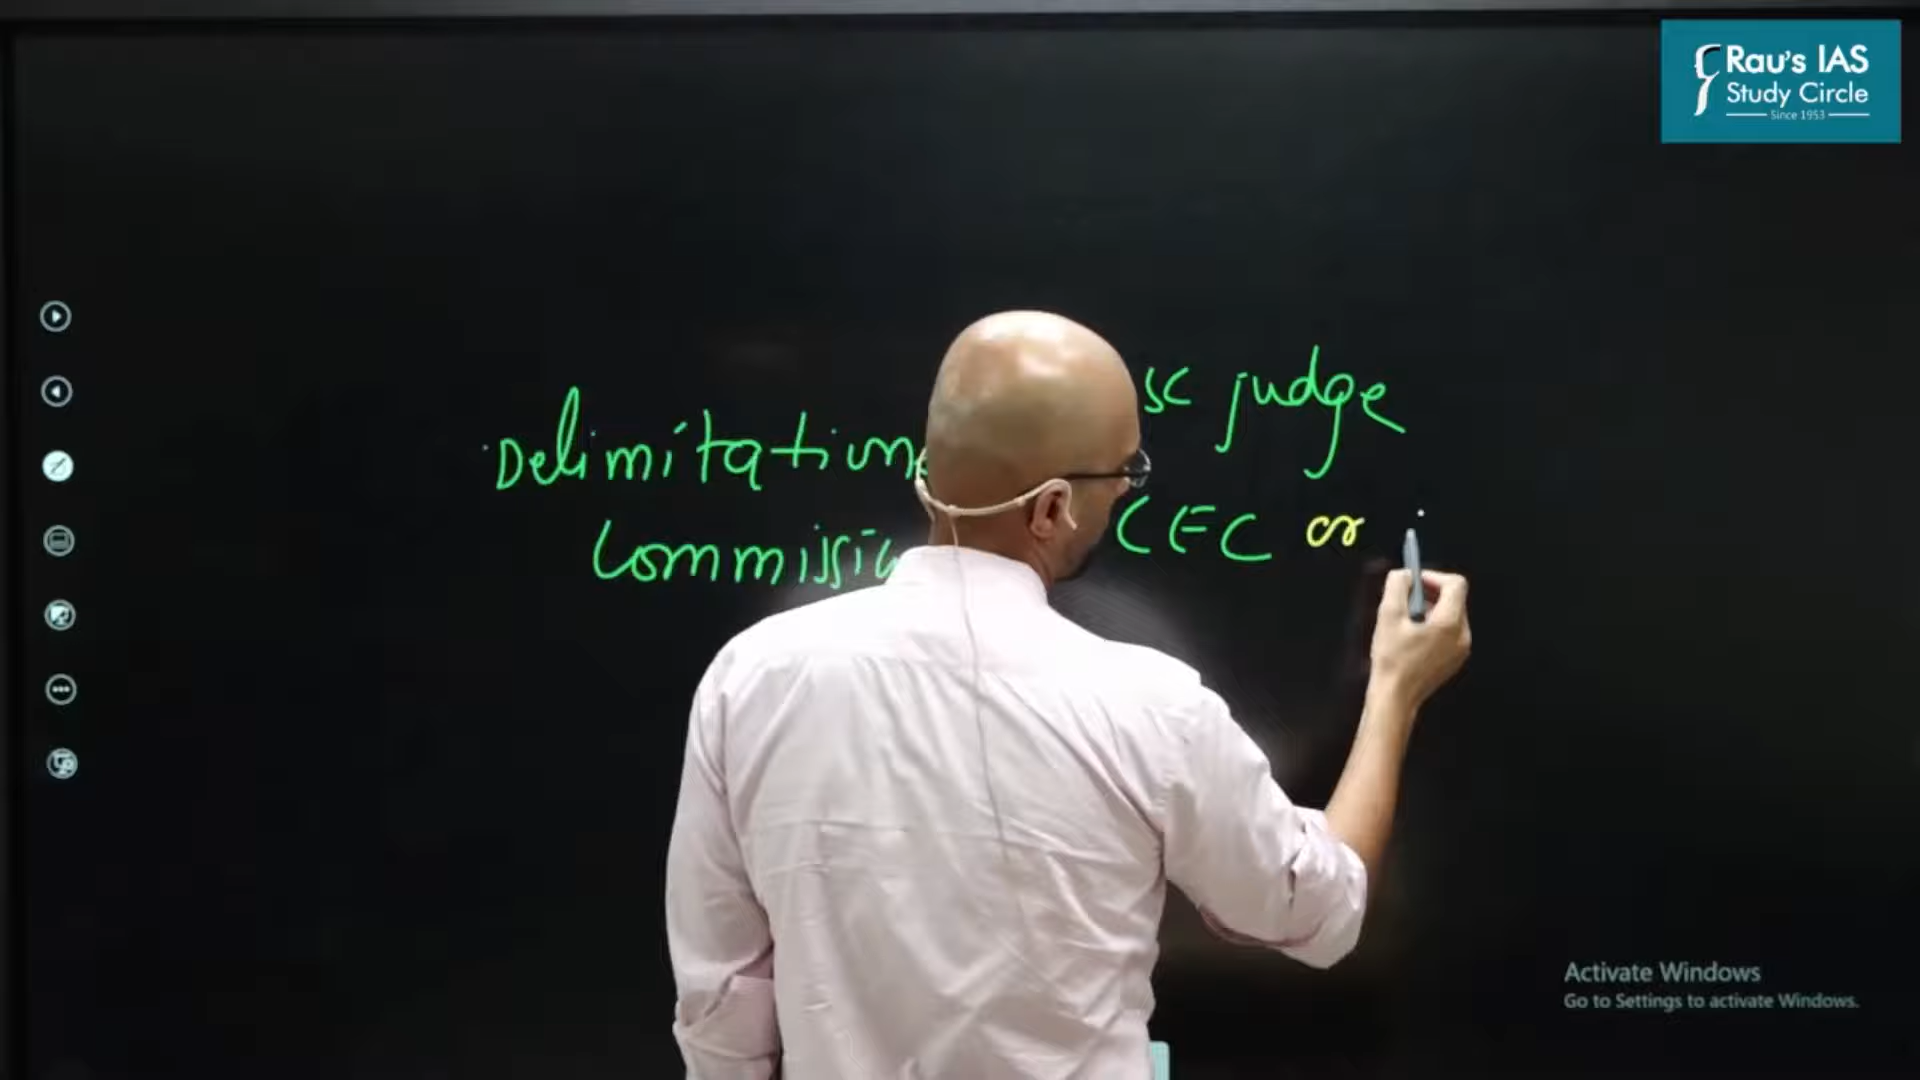 Rau's IAS
Study Circle
Since 1953
SC judge
Delimitation
CEC or
Commission
Activate Windows
Go to Settings to activate Windows.